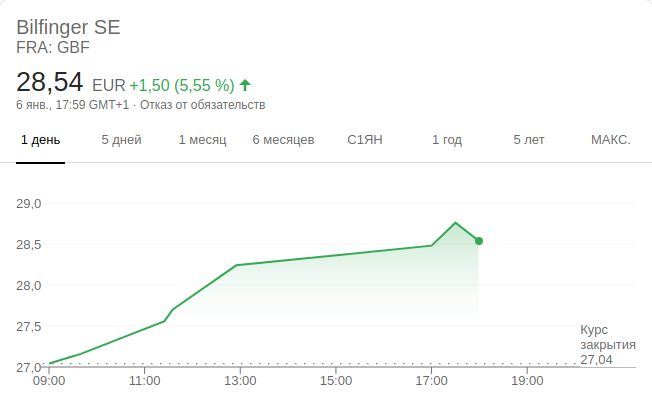 Bilfinger SE
FRA: GBF
28,54 EUR +1,50 (5,55 %)
6 янв., 17:59 GMT+1 · Отказ от обязательств
1 день 5 дней 1 месяц 6 месяцев С1ЯН 1 год 5 лет МАКС.
29,0
28,5
28,0
27,5
Курс
закрытия
27,04
27,0
09:00 11:00 13:00 15:00 17:00 19:00